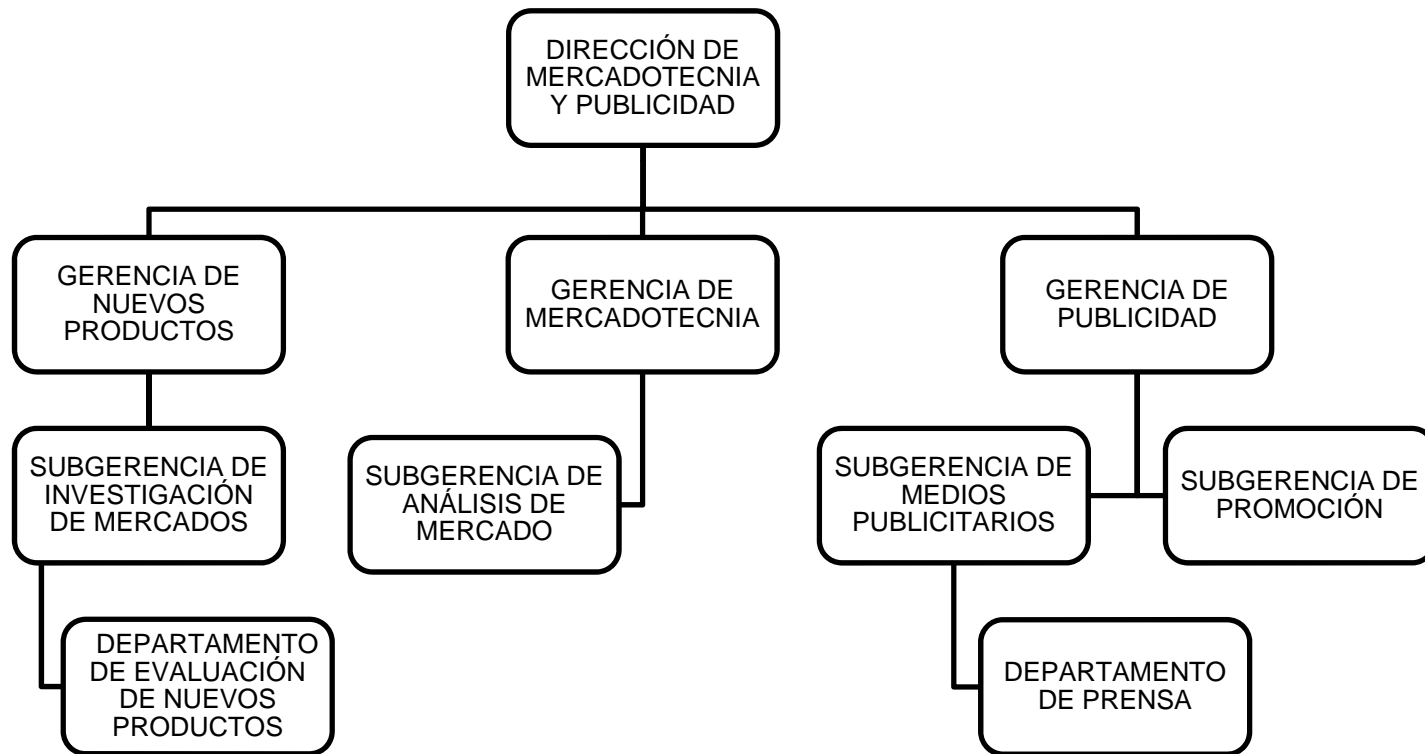 DIRECCIÓN DE
MERCADOTECNIA
Y PUBLICIDAD
GERENCIA DE
NUEVOS
PRODUCTOS
GERENCIA DE
MERCADOTECNIA
GERENCIA DE
PUBLICIDAD
SUBGERENCIA DE
INVESTIGACIÓN
DE MERCADOS
SUBGERENCIA DE
ANÁLISIS DE
MERCADO
SUBGERENCIA DE
MEDIOS
PUBLICITARIOS
SUBGERENCIA DE
PROMOCIÓN
DEPARTAMENTO
DE EVALUACIÓN
DE NUEVOS
PRODUCTOS
DEPARTAMENTO
DE PRENSA